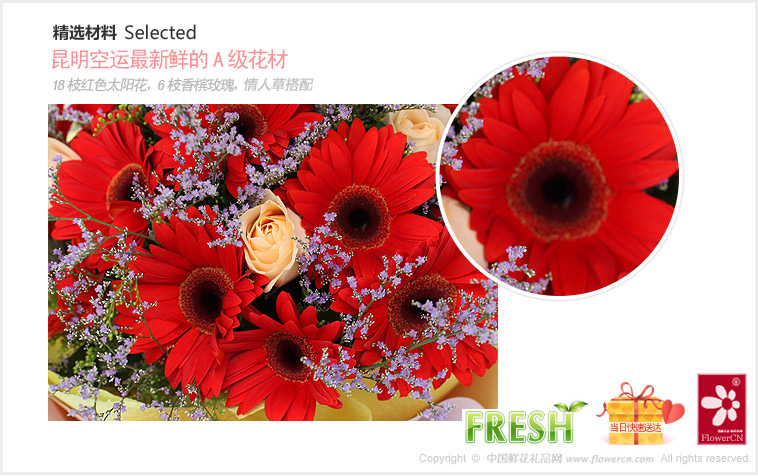 精选材料 Selected
昆明空运最新鲜的 A 级花材
18 枝红色太阳花，6 枝香槟玫瑰，情人草搭配
FRESH
当日快速送达
FlowerCN
Copyright © 中国鲜花礼品网 www.flowercn.com All rights reserved.